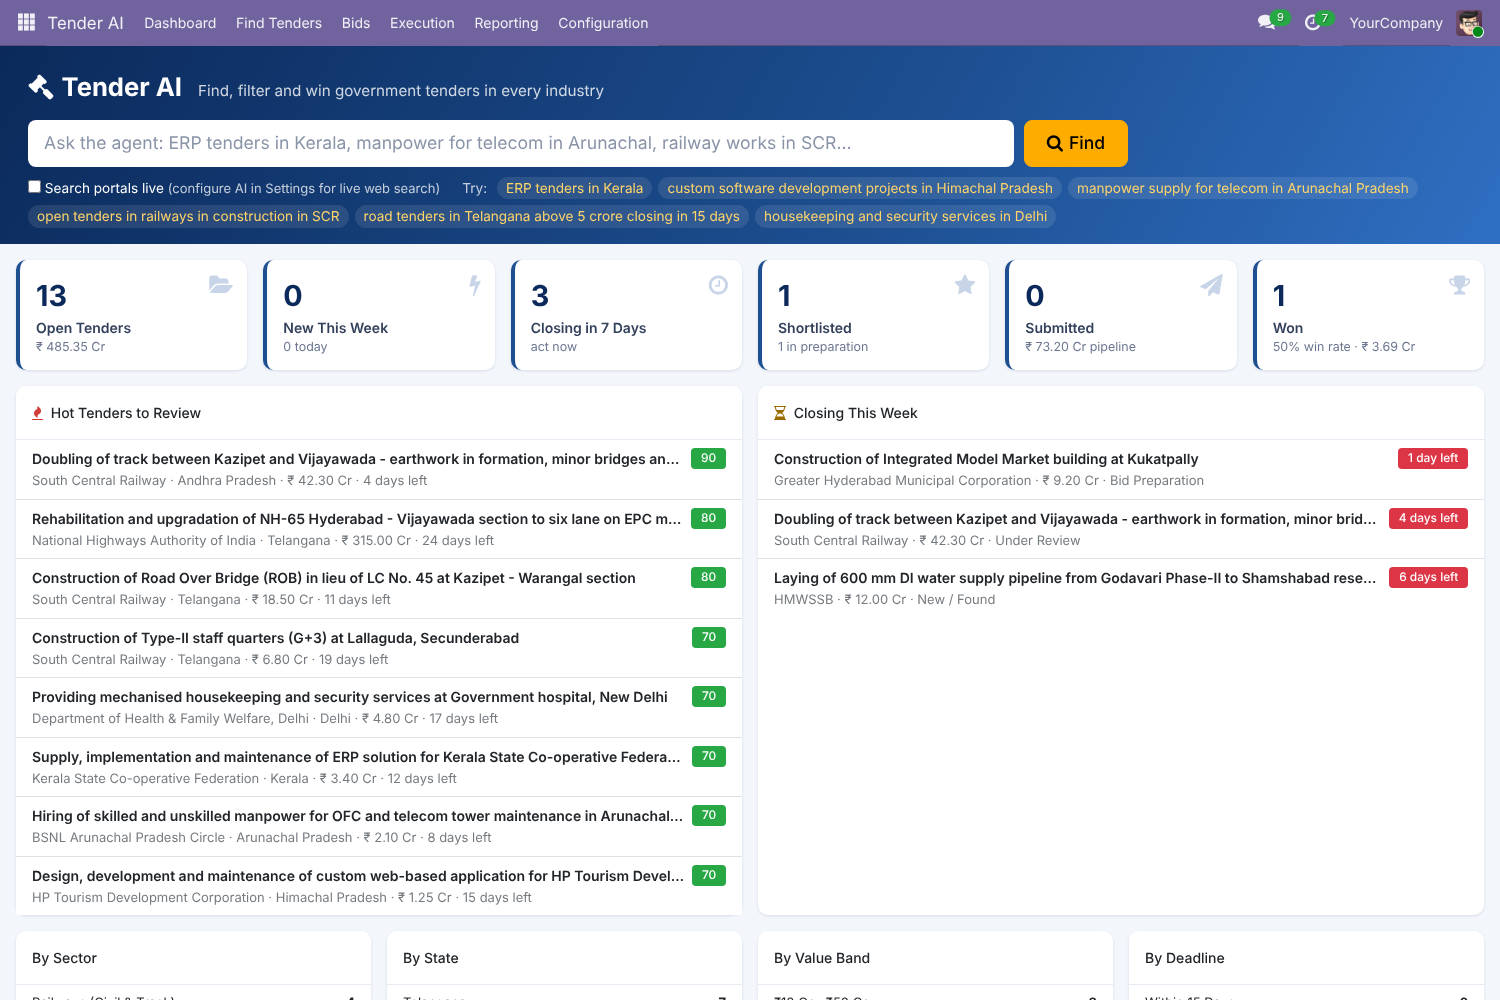 Tender AI Dashboard Find Tenders Bids Execution Reporting Configuration 9 7 YourCompany
Tender AI Find, filter and win government tenders in every industry
Ask the agent: ERP tenders in Kerala, manpower for telecom in Arunachal, railway works in SCR...
Find
Search portals live (configure AI in Settings for live web search) Try: ERP tenders in Kerala custom software development projects in Himachal Pradesh manpower supply for telecom in Arunachal Pradesh
open tenders in railways in construction in SCR road tenders in Telangana above 5 crore closing in 15 days housekeeping and security services in Delhi
13
Open Tenders
₹ 485.35 Cr
0
New This Week
0 today
3
Closing in 7 Days
act now
1
Shortlisted
1 in preparation
0
Submitted
₹ 73.20 Cr pipeline
1
Won
50% win rate · ₹ 3.69 Cr
Hot Tenders to Review
Doubling of track between Kazipet and Vijayawada - earthwork in formation, minor bridges an... 90
South Central Railway · Andhra Pradesh · ₹ 42.30 Cr · 4 days left
Rehabilitation and upgradation of NH-65 Hyderabad - Vijayawada section to six lane on EPC m... 80
National Highways Authority of India · Telangana · ₹ 315.00 Cr · 24 days left
Construction of Road Over Bridge (ROB) in lieu of LC No. 45 at Kazipet - Warangal section 80
South Central Railway · Telangana · ₹ 18.50 Cr · 11 days left
Construction of Type-II staff quarters (G+3) at Lallaguda, Secunderabad 70
South Central Railway · Telangana · ₹ 6.80 Cr · 19 days left
Providing mechanised housekeeping and security services at Government hospital, New Delhi 70
Department of Health & Family Welfare, Delhi · Delhi · ₹ 4.80 Cr · 17 days left
Supply, implementation and maintenance of ERP solution for Kerala State Co-operative Federa... 70
Kerala State Co-operative Federation · Kerala · ₹ 3.40 Cr · 12 days left
Hiring of skilled and unskilled manpower for OFC and telecom tower maintenance in Arunachal... 70
BSNL Arunachal Pradesh Circle · Arunachal Pradesh · ₹ 2.10 Cr · 8 days left
Design, development and maintenance of custom web-based application for HP Tourism Devel... 70
HP Tourism Development Corporation · Himachal Pradesh · ₹ 1.25 Cr · 15 days left
Closing This Week
Construction of Integrated Model Market building at Kukatpally 1 day left
Greater Hyderabad Municipal Corporation · ₹ 9.20 Cr · Bid Preparation
Doubling of track between Kazipet and Vijayawada - earthwork in formation, minor brid... 4 days left
South Central Railway · ₹ 42.30 Cr · Under Review
Laying of 600 mm DI water supply pipeline from Godavari Phase-II to Shamshabad rese... 6 days left
HMWSSB · ₹ 12.00 Cr · New / Found
By Sector
By State
By Value Band
By Deadline